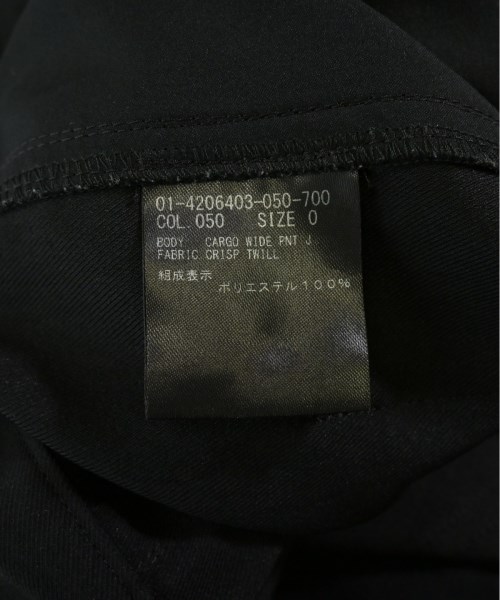 01-4206403-050-700
COL.050 SIZE 0
BODY CARGO WIDE PNT J
FABRIC.CRISP TWILL
組成表示
ポリエステル100%